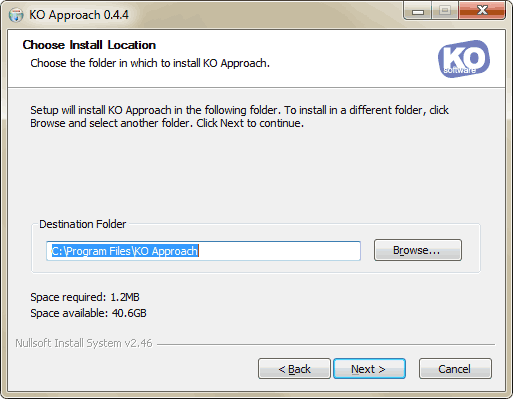 KO Approach 0.4.4
Choose Install Location
Choose the folder in which to install KO Approach.
KO
software
Setup will install KO Approach in the following folder. To install in a different folder, click
Browse and select another folder. Click Next to continue.
Destination Folder
C:\Program Files\KO Approach
Browse...
Space required: 1.2MB
Space available: 40.6GB
Nullsoft Install System v2.46
< Back
Next >
Cancel